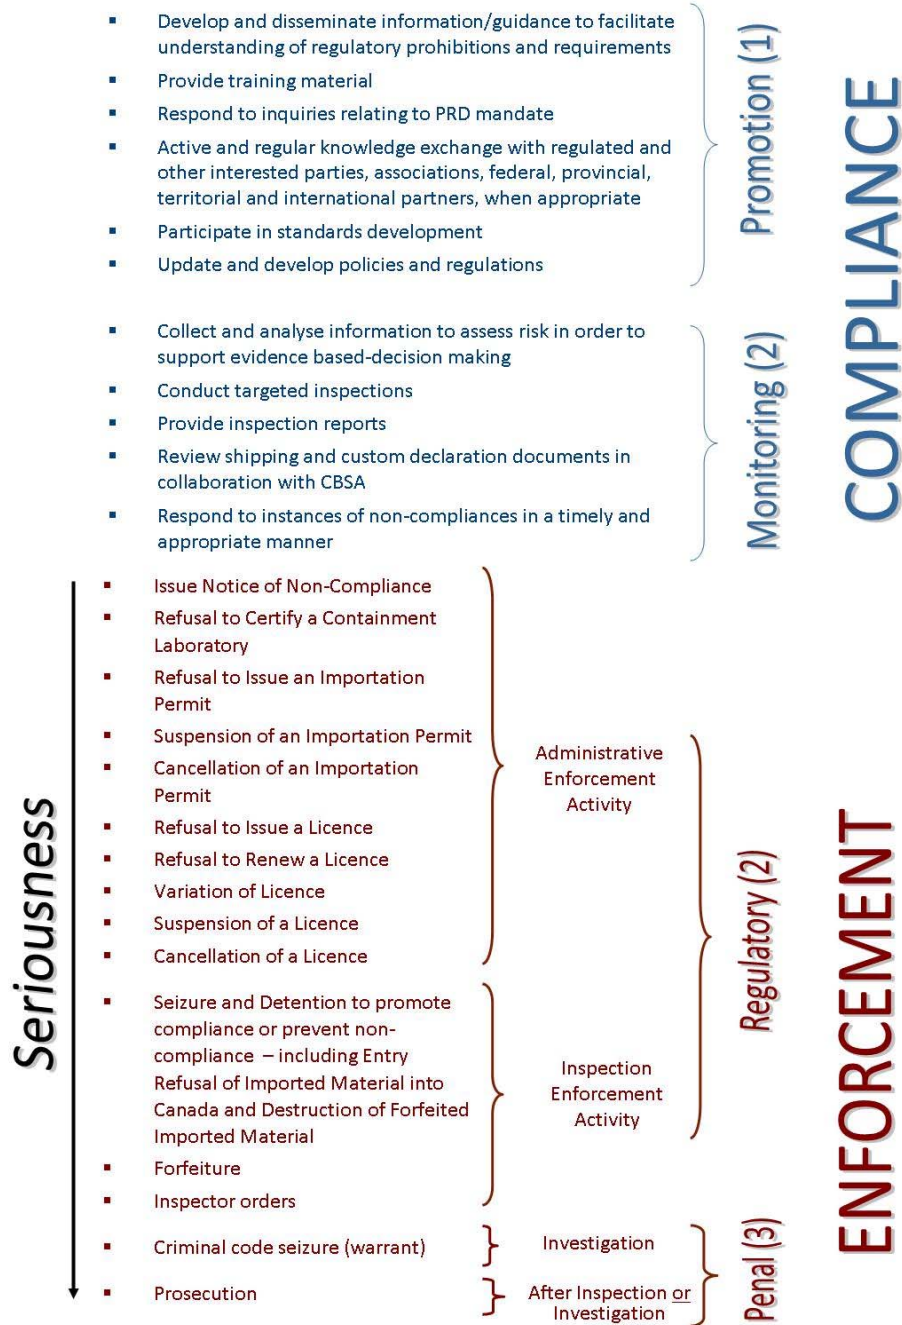 ▪ Develop and disseminate information/guidance to facilitate
understanding of regulatory prohibitions and requirements
▪ Provide training material
▪ Respond to inquiries relating to PRD mandate
▪ Active and regular knowledge exchange with regulated and
other interested parties, associations, federal, provincial,
territorial and international partners, when appropriate
▪ Participate in standards development
▪ Update and develop policies and regulations
Promotion (1)
▪ Collect and analyse information to assess risk in order to
support evidence based-decision making
▪ Conduct targeted inspections
▪ Provide inspection reports
▪ Review shipping and custom declaration documents in
collaboration with CBSA
▪ Respond to instances of non-compliances in a timely and
appropriate manner
Monitoring (2)
COMPLIANCE
Seriousness
▪ Issue Notice of Non-Compliance
▪ Refusal to Certify a Containment
Laboratory
▪ Refusal to Issue an Importation
Permit
▪ Suspension of an Importation Permit
▪ Cancellation of an Importation
Permit
▪ Refusal to Issue a Licence
▪ Refusal to Renew a Licence
▪ Variation of Licence
▪ Suspension of a Licence
▪ Cancellation of a Licence
Administrative
Enforcement
Activity
▪ Seizure and Detention to promote
compliance or prevent non-
compliance – including Entry
Refusal of Imported Material into
Canada and Destruction of Forfeited
Imported Material
▪ Forfeiture
▪ Inspector orders
Inspection
Enforcement
Activity
Regulatory (2)
▪ Criminal code seizure (warrant)
Investigation
▪ Prosecution
After Inspection or
Investigation
Penal (3)
ENFORCEMENT